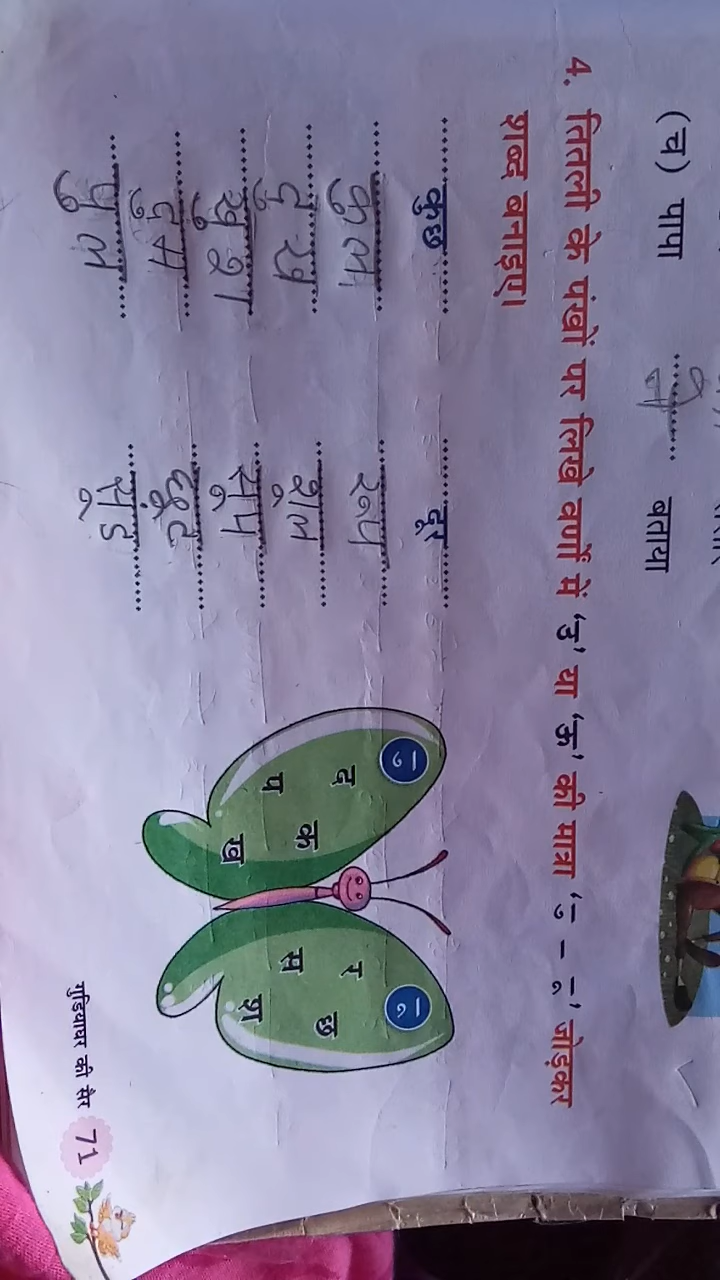 (च) पापा ने बताया
4. तितली के पंखों पर लिखे वर्णों में 'उ' या 'ऊ' की मात्रा 'ु - ू' जोड़कर
शब्द बनाइए।
कुछ दूर
कुल रूप
दुख शूल
खुश सूप
दुम छूट
पुल सूंड
ु ू
द र
प क स छ
ख श
गुड़ियाघर की सैर 71